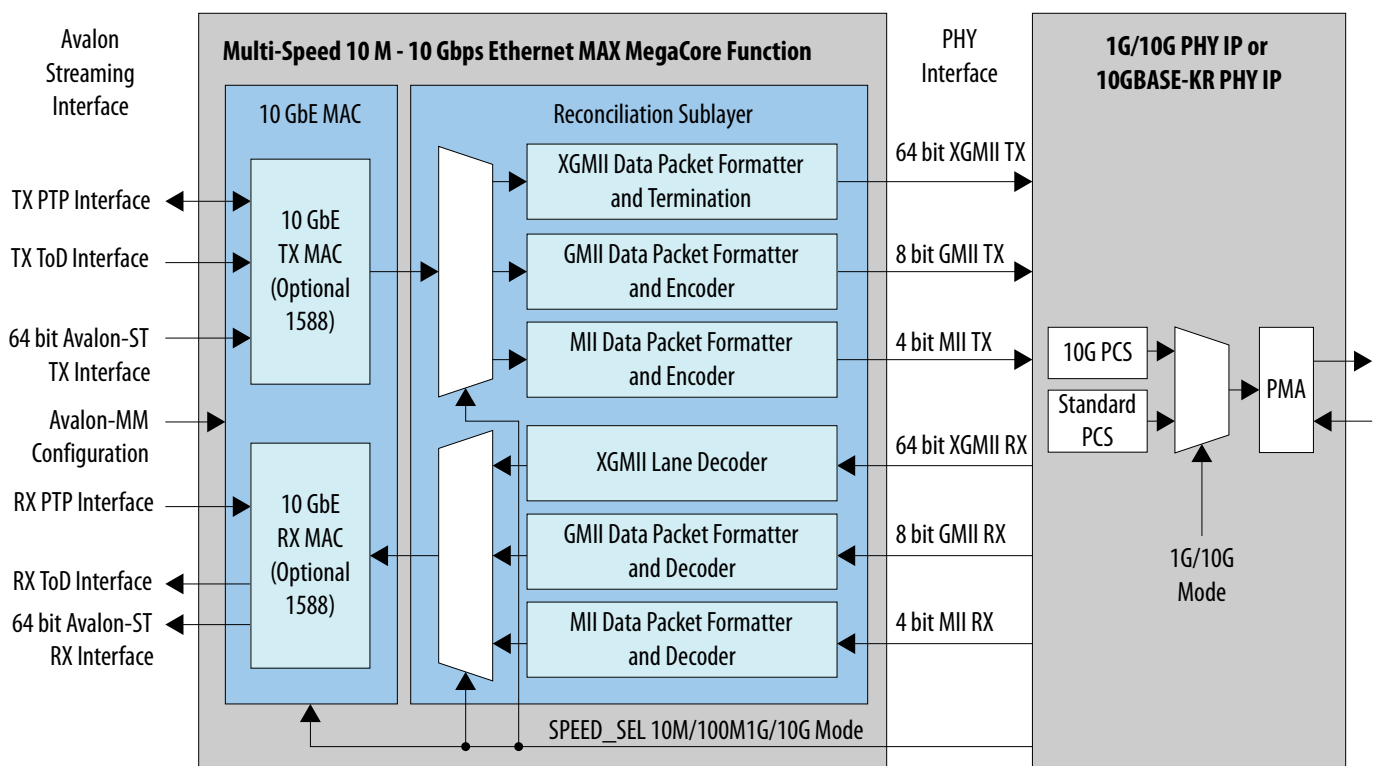 Avalon
Streaming
Interface
Multi-Speed 10 M - 10 Gbps Ethernet MAX MegaCore Function
PHY
Interface
1G/10G PHY IP or
10GBASE-KR PHY IP
10 GbE MAC
Reconciliation Sublayer
TX PTP Interface
TX ToD Interface
64 bit Avalon-ST
TX Interface
Avalon-MM
Configuration
RX PTP Interface
RX ToD Interface
64 bit Avalon-ST
RX Interface
10 GbE
TX MAC
(Optional
1588)
10 GbE
RX MAC
(Optional
1588)
XGMII Data Packet Formatter
and Termination
GMII Data Packet Formatter
and Encoder
MII Data Packet Formatter
and Encoder
XGMII Lane Decoder
GMII Data Packet Formatter
and Decoder
MII Data Packet Formatter
and Decoder
SPEED_SEL 10M/100M1G/10G Mode
64 bit XGMII TX
8 bit GMII TX
4 bit MII TX
64 bit XGMII RX
8 bit GMII RX
4 bit MII RX
10G PCS
Standard
PCS
PMA
1G/10G
Mode